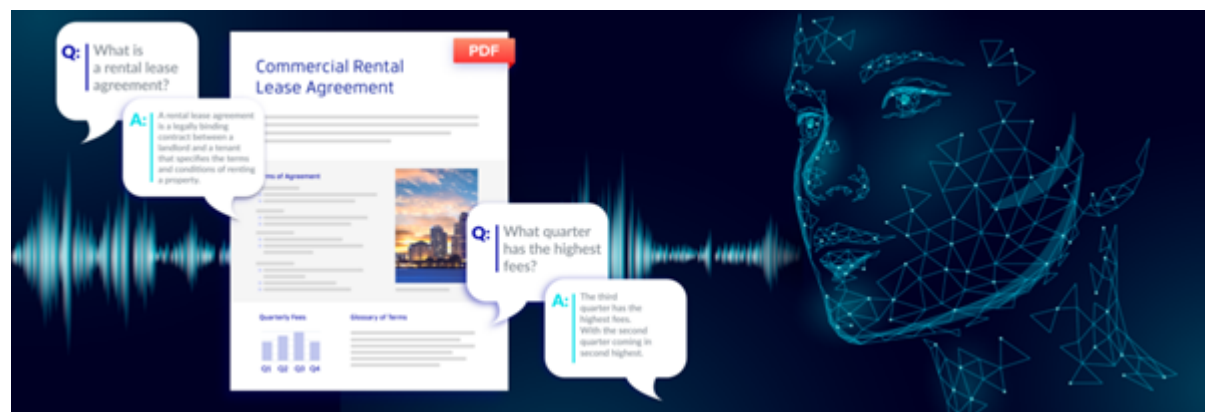 Q: What is
a rental lease
agreement?
A: A rental lease agreement
is a legally binding
contract between a
landlord and a tenant
that specifies the terms
and conditions of renting
a property.
PDF
Commercial Rental
Lease Agreement
ms of Agreement
Q: What quarter
has the highest
fees?
A: The third
quarter has the
highest fees.
With the second
quarter coming in
second highest.
Quarterly Fees
Q1 Q2 Q3 Q4
Glossary of Terms